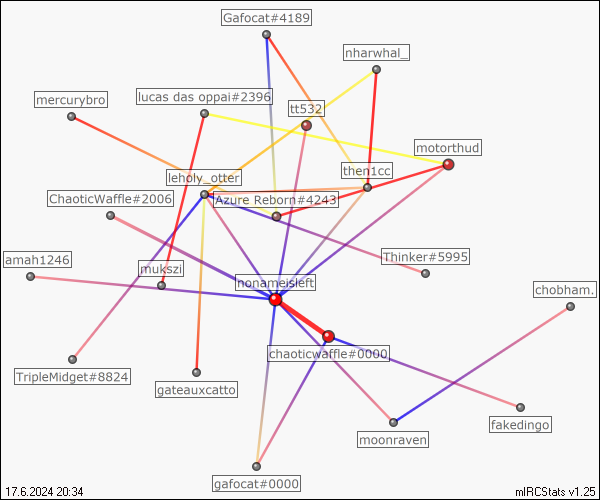 Gafocat#4189
nharwhal_
mercurybro
lucas das oppai#2396
tt532
motorthud
then1cc
leholy_otter
ChaoticWaffle#2006
Azure Reborn#4243
amah1246
mukszi
Thinker#5995
nonameisleft
chobham.
chaoticwaffle#0000
TripleMidget#8824
gateauxcatto
fakedingo
moonraven
gafocat#0000
17.6.2024 20:34
mIRCStats v1.25